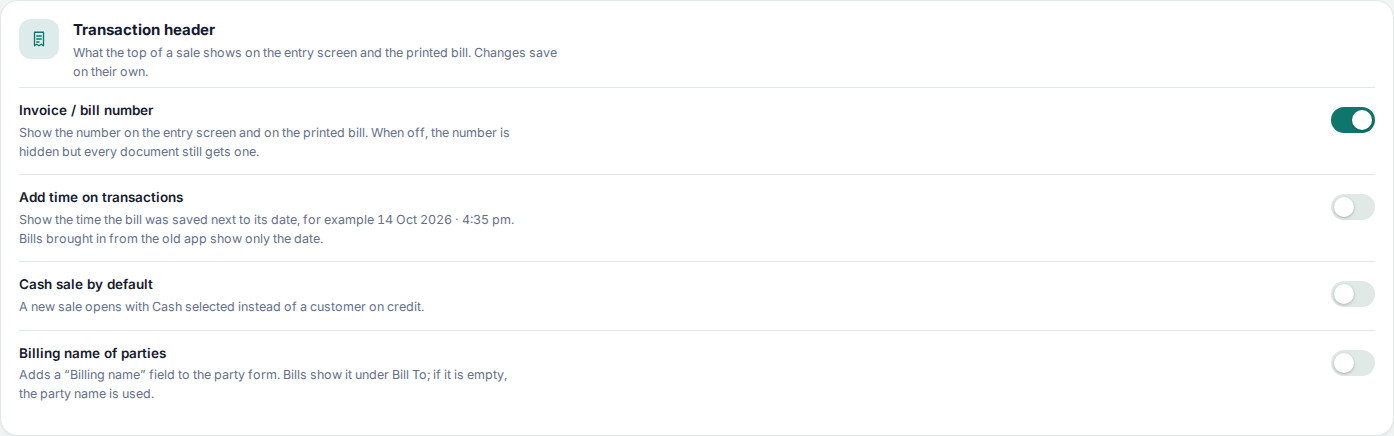 Transaction header
What the top of a sale shows on the entry screen and the printed bill. Changes save
on their own.
Invoice / bill number
Show the number on the entry screen and on the printed bill. When off, the number is
hidden but every document still gets one.
Add time on transactions
Show the time the bill was saved next to its date, for example 14 Oct 2026 · 4:35 pm.
Bills brought in from the old app show only the date.
Cash sale by default
A new sale opens with Cash selected instead of a customer on credit.
Billing name of parties
Adds a “Billing name” field to the party form. Bills show it under Bill To; if it is empty,
the party name is used.